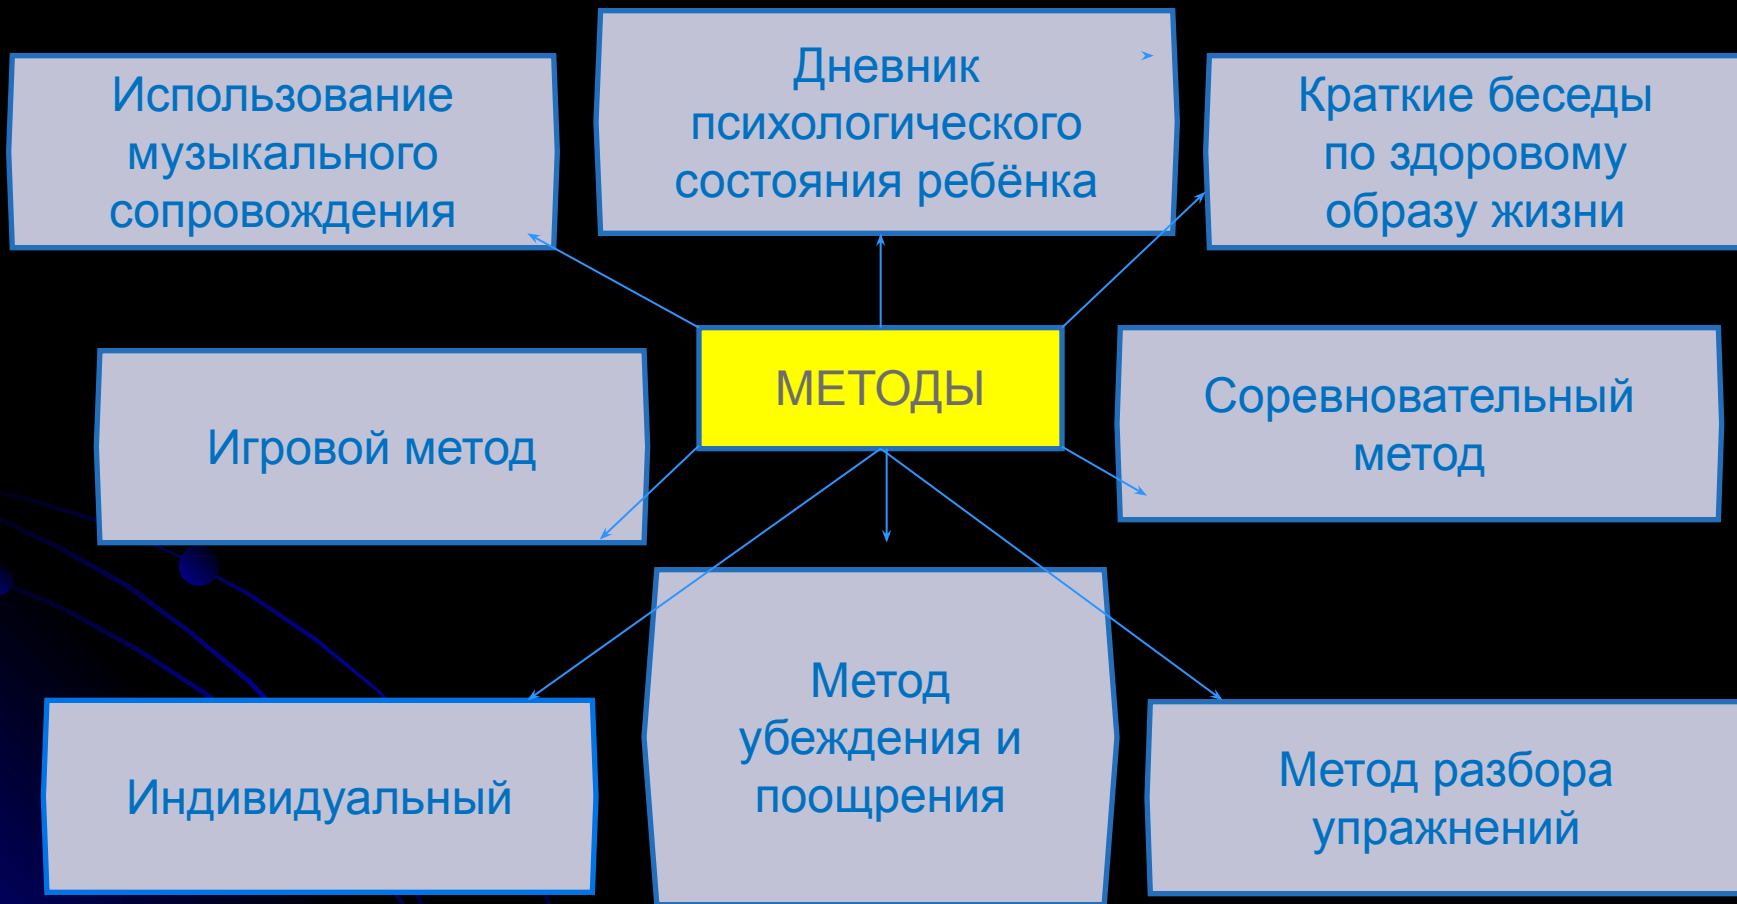 Использование
музыкального
сопровождения
Дневник
психологического
состояния ребёнка
Краткие беседы
по здоровому
образу жизни
МЕТОДЫ
Игровой метод
Соревновательный
метод
Индивидуальный
Метод
убеждения и
поощрения
Метод разбора
упражнений